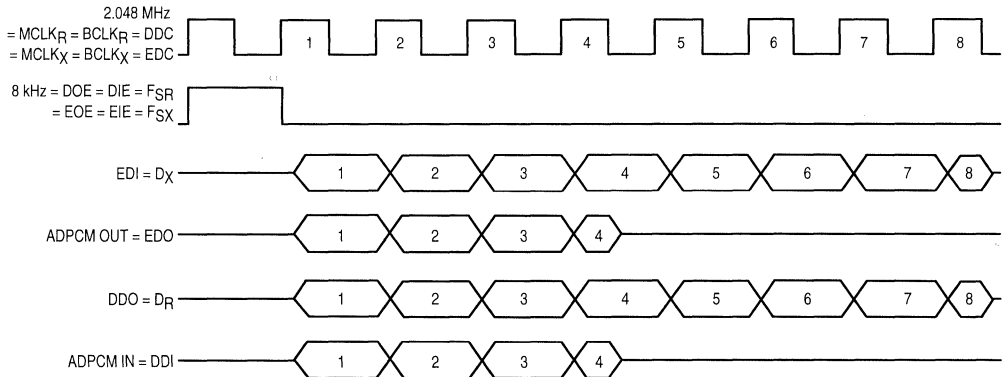 2.048 MHz
= MCLKR = BCLKR = DDC
= MCLKX = BCLKX = EDC
1 2 3 4 5 6 7 8
8 kHz = DOE = DIE = FSR
= EOE = EIE = FSX
EDI = DX
1 2 3 4 5 6 7 8
ADPCM OUT = EDO
1 2 3 4
DDO = DR
1 2 3 4 5 6 7 8
ADPCM IN = DDI
1 2 3 4